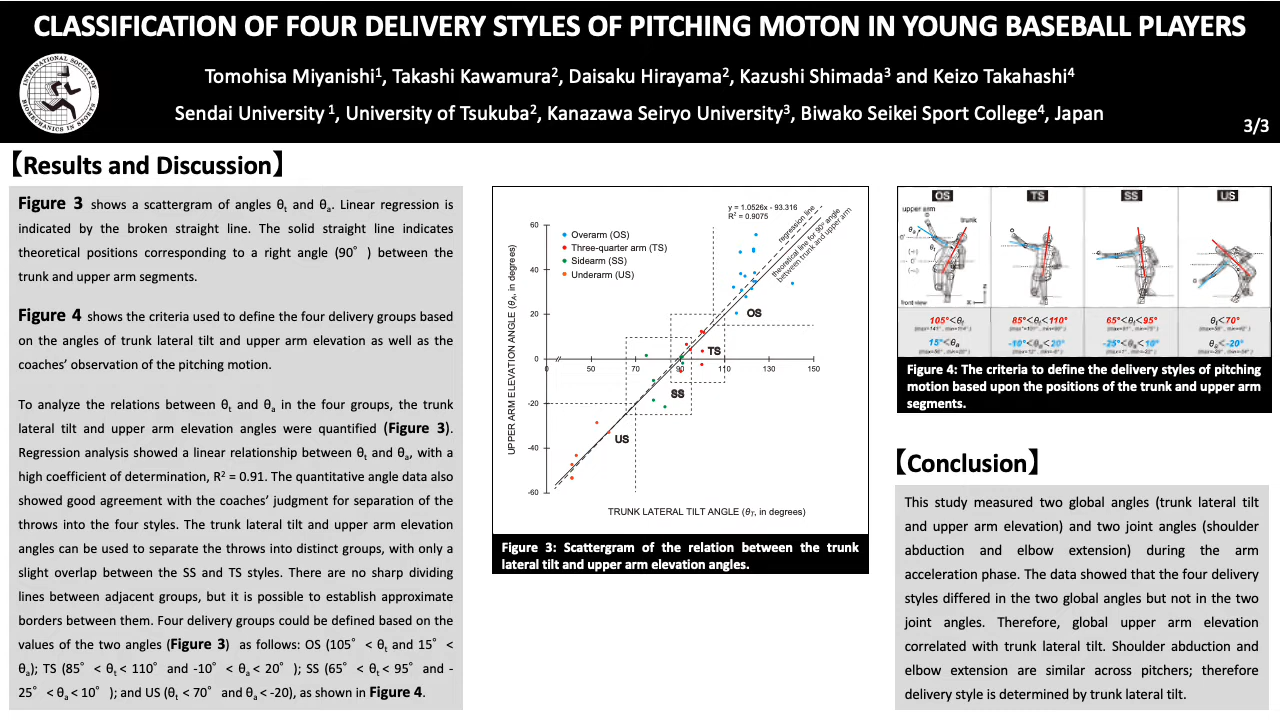 CLASSIFICATION OF FOUR DELIVERY STYLES OF PITCHING MOTON IN YOUNG BASEBALL PLAYERS
INTERNATIONAL SOCIETY OF BIOMECHANICS IN SPORTS
Tomohisa Miyanishi¹, Takashi Kawamura², Daisaku Hirayama², Kazushi Shimada³ and Keizo Takahashi⁴
Sendai University ¹, University of Tsukuba², Kanazawa Seiryo University³, Biwako Seikei Sport College⁴, Japan
3/3
【Results and Discussion】
Figure 3 shows a scattergram of angles θt and θa. Linear regression is
indicated by the broken straight line. The solid straight line indicates
theoretical positions corresponding to a right angle (90° ) between the
trunk and upper arm segments.
Figure 4 shows the criteria used to define the four delivery groups based
on the angles of trunk lateral tilt and upper arm elevation as well as the
coaches’ observation of the pitching motion.
To analyze the relations between θt and θa in the four groups, the trunk
lateral tilt and upper arm elevation angles were quantified (Figure 3).
Regression analysis showed a linear relationship between θt and θa, with a
high coefficient of determination, R² = 0.91. The quantitative angle data also
showed good agreement with the coaches’ judgment for separation of the
throws into the four styles. The trunk lateral tilt and upper arm elevation
angles can be used to separate the throws into distinct groups, with only a
slight overlap between the SS and TS styles. There are no sharp dividing
lines between adjacent groups, but it is possible to establish approximate
borders between them. Four delivery groups could be defined based on the
values of the two angles (Figure 3) as follows: OS (105° < θt and 15° <
θa); TS (85° < θt < 110° and -10° < θa < 20° ); SS (65° < θt < 95° and -
25° < θa < 10° ); and US (θt < 70° and θa < -20), as shown in Figure 4.
y = 1.0526x - 93.316
R² = 0.9075
regression line
theoretical line for 90° angle
between trunk and upper arm
Overarm (OS)
Three-quarter arm (TS)
Sidearm (SS)
Underarm (US)
UPPER ARM ELEVATION ANGLE (θA, in degrees)
60
40
20
0
-20
-40
-60
0 50 70 90 110 130 150
OS
TS
SS
US
TRUNK LATERAL TILT ANGLE (θT, in degrees)
Figure 3: Scattergram of the relation between the trunk
lateral tilt and upper arm elevation angles.
OS TS SS US
upper arm
trunk
θa
θt
0°
(+)
0°
(-)
front view
105°<θt 85°<θt<110° 65°<θt<95° θt<70°
15°<θa -10°<θa<20° -25°<θa<10° θa<-20°
Figure 4: The criteria to define the delivery styles of pitching
motion based upon the positions of the trunk and upper arm
segments.
【Conclusion】
This study measured two global angles (trunk lateral tilt
and upper arm elevation) and two joint angles (shoulder
abduction and elbow extension) during the arm
acceleration phase. The data showed that the four delivery
styles differed in the two global angles but not in the two
joint angles. Therefore, global upper arm elevation
correlated with trunk lateral tilt. Shoulder abduction and
elbow extension are similar across pitchers; therefore
delivery style is determined by trunk lateral tilt.